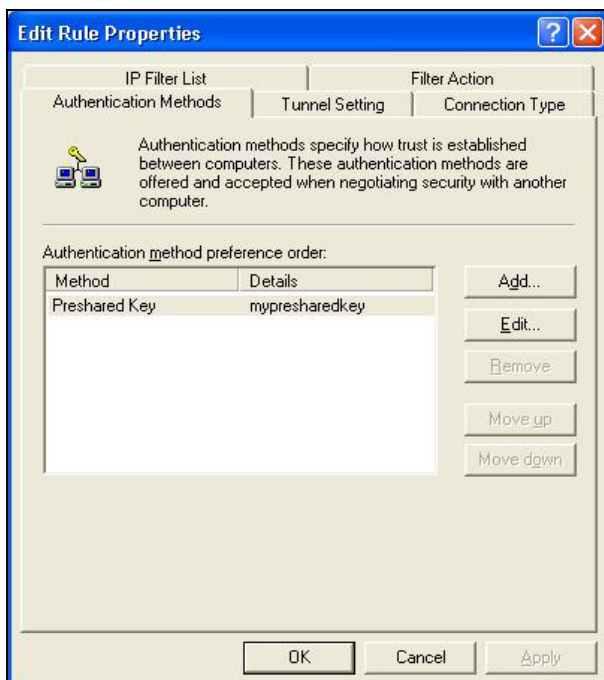 Edit Rule Properties
IP Filter List
Filter Action
Authentication Methods
Tunnel Setting
Connection Type
Authentication methods specify how trust is established
between computers. These authentication methods are
offered and accepted when negotiating security with another
computer.
Authentication method preference order:
Method
Details
Add...
Preshared Key
mypresharedkey
Edit...
Remove
Move up
Move down
OK
Cancel
Apply